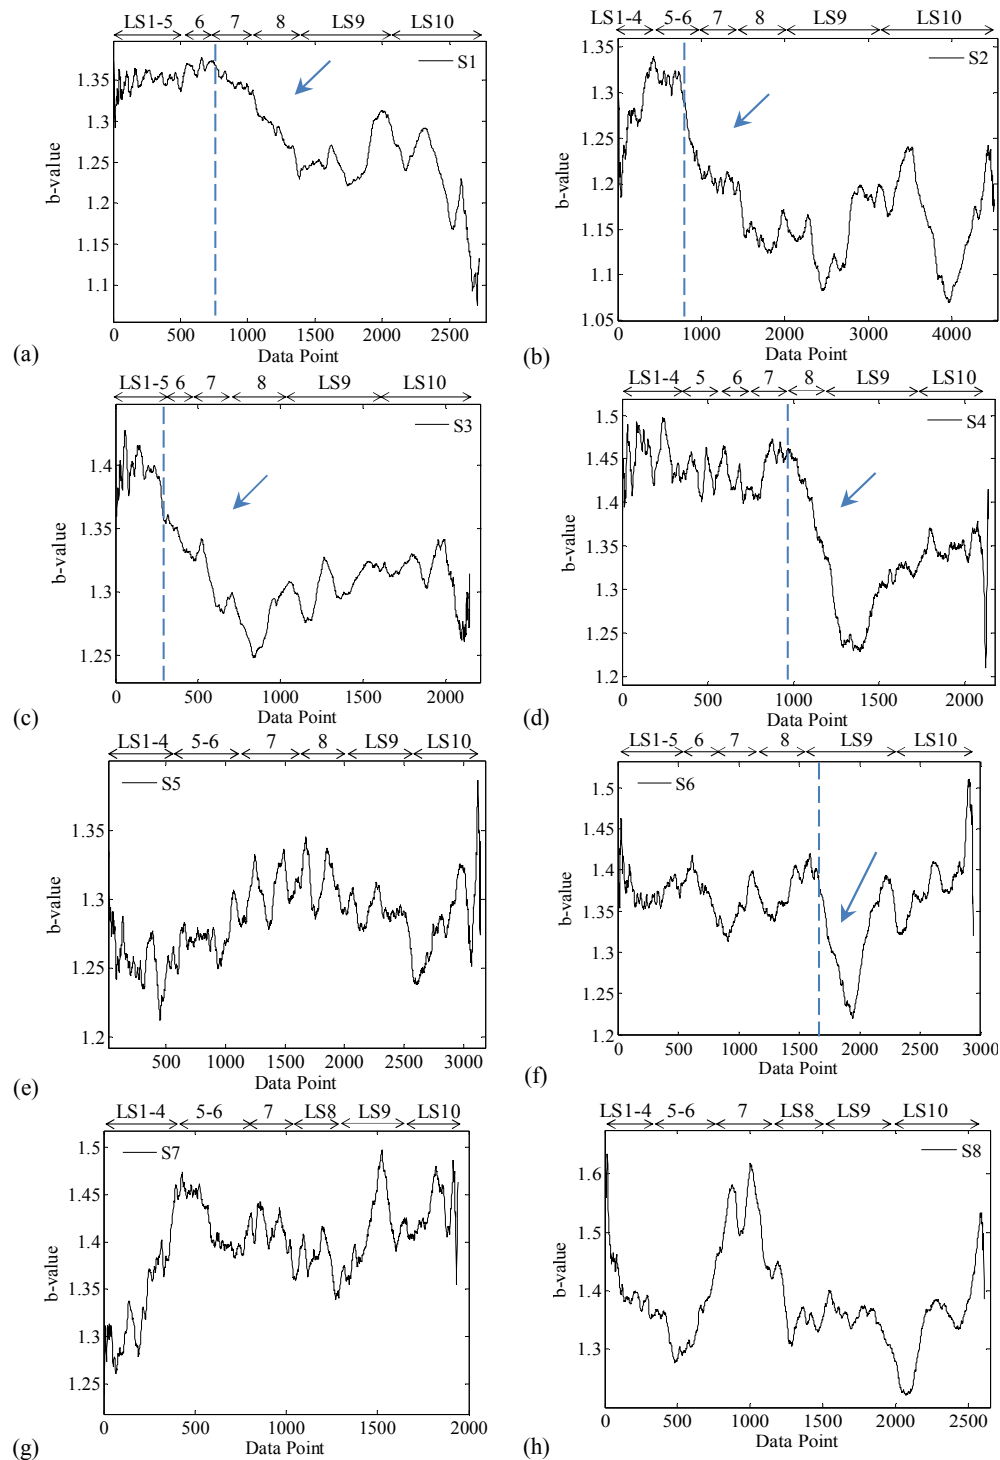 LS1-5 6 7 8 LS9 LS10
S1
1.35
1.3
1.25
1.2
1.15
1.1
b-value
0 500 1000 1500 2000 2500
Data Point
(a)
LS1-4 5-6 7 8 LS9 LS10
S2
1.35
1.3
1.25
1.2
1.15
1.1
1.05
b-value
0 1000 2000 3000 4000
Data Point
(b)
LS1-5 6 7 8 LS9 LS10
S3
1.4
1.35
1.3
1.25
b-value
0 500 1000 1500 2000
Data Point
(c)
LS1-4 5 6 7 8 LS9 LS10
S4
1.5
1.45
1.4
1.35
1.3
1.25
1.2
b-value
0 500 1000 1500 2000
Data Point
(d)
LS1-4 5-6 7 8 LS9 LS10
S5
1.35
1.3
1.25
1.2
b-value
500 1000 1500 2000 2500 3000
Data Point
(e)
LS1-5 6 7 8 LS9 LS10
S6
1.5
1.45
1.4
1.35
1.3
1.25
1.2
b-value
0 500 1000 1500 2000 2500 3000
Data Point
(f)
LS1-4 5-6 7 LS8 LS9 LS10
S7
1.5
1.45
1.4
1.35
1.3
1.25
b-value
0 500 1000 1500 2000
Data Point
(g)
LS1-4 5-6 7 LS8 LS9 LS10
S8
1.6
1.5
1.4
1.3
b-value
0 500 1000 1500 2000 2500
Data Point
(h)